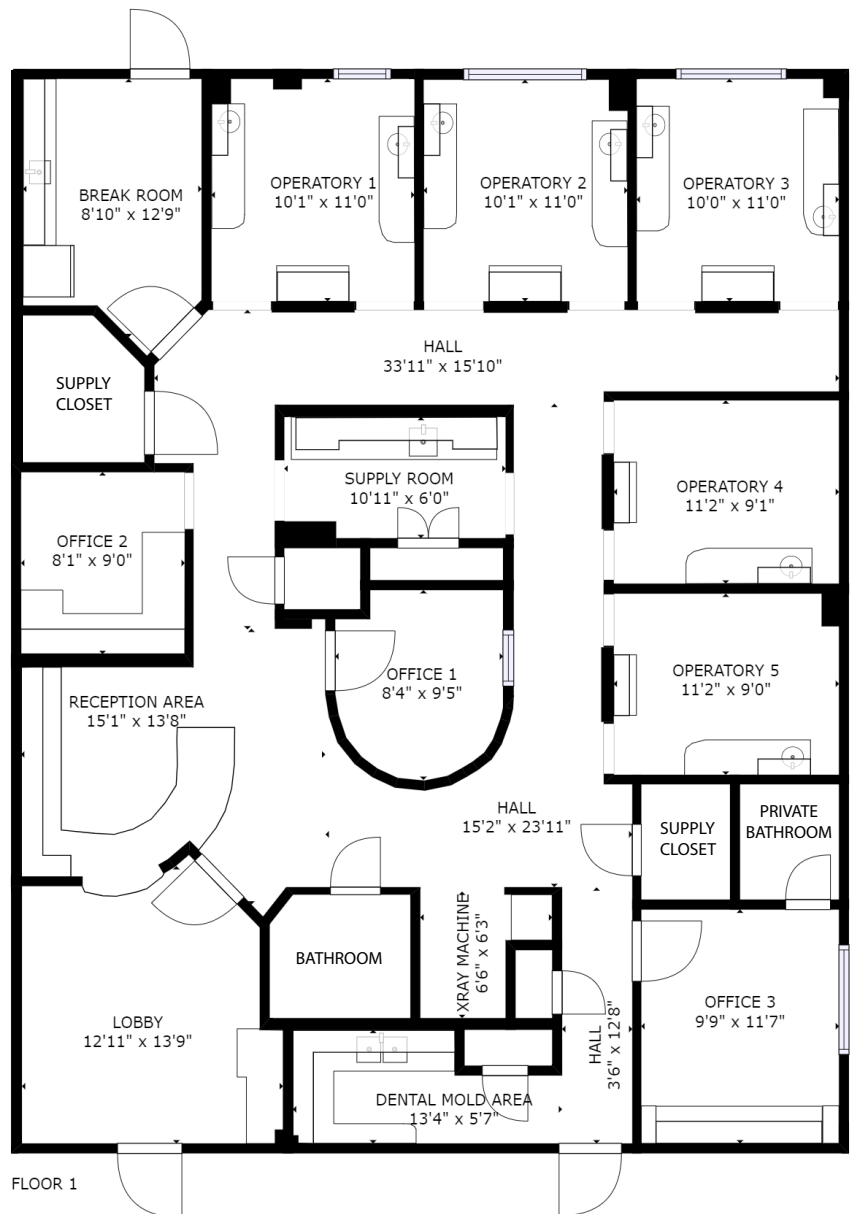 BREAK ROOM
8'10" x 12'9"
OPERATORY 1
10'1" x 11'0"
OPERATORY 2
10'1" x 11'0"
OPERATORY 3
10'0" x 11'0"
HALL
33'11" x 15'10"
SUPPLY
CLOSET
SUPPLY ROOM
10'11" x 6'0"
OPERATORY 4
11'2" x 9'1"
OFFICE 2
8'1" x 9'0"
OFFICE 1
8'4" x 9'5"
OPERATORY 5
11'2" x 9'0"
RECEPTION AREA
15'1" x 13'8"
HALL
15'2" x 23'11"
SUPPLY
CLOSET
PRIVATE
BATHROOM
BATHROOM
XRAY MACHINE
6'6" x 6'3"
LOBBY
12'11" x 13'9"
HALL
3'6" x 12'8"
OFFICE 3
9'9" x 11'7"
DENTAL MOLD AREA
13'4" x 5'7"
FLOOR 1